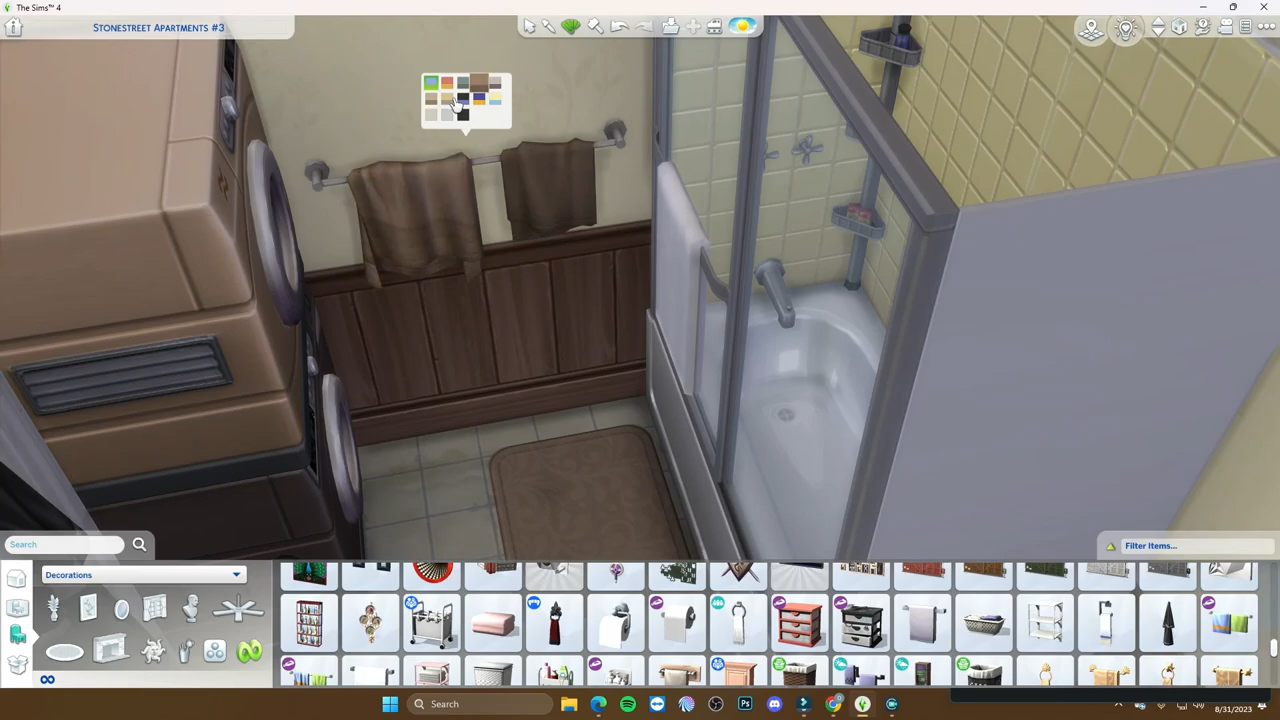 The Sims™ 4
STONESTREET APARTMENTS #3
Search
Filter Items...
Decorations
Search
8/31/2023